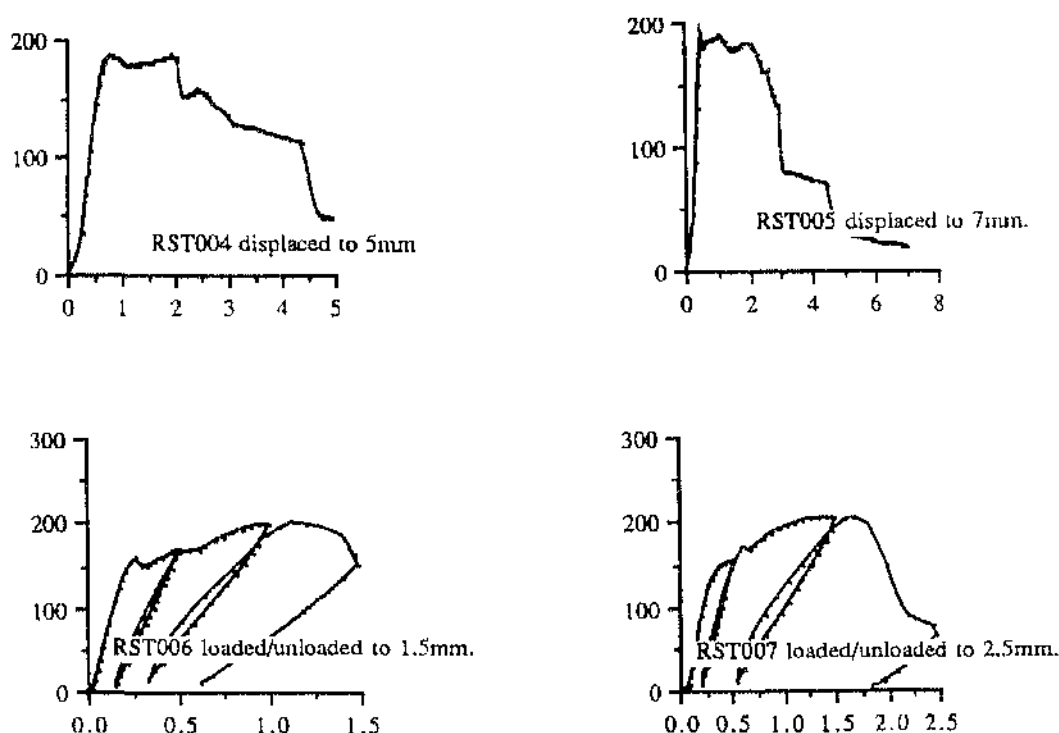 200
100
0
0 1 2 3 4 5
RST004 displaced to 5mm
200
100
0
0 2 4 6 8
RST005 displaced to 7mm.
300
200
100
0
0.0 0.5 1.0 1.5
RST006 loaded/unloaded to 1.5mm.
300
200
100
0
0.0 0.5 1.0 1.5 2.0 2.5
RST007 loaded/unloaded to 2.5mm.